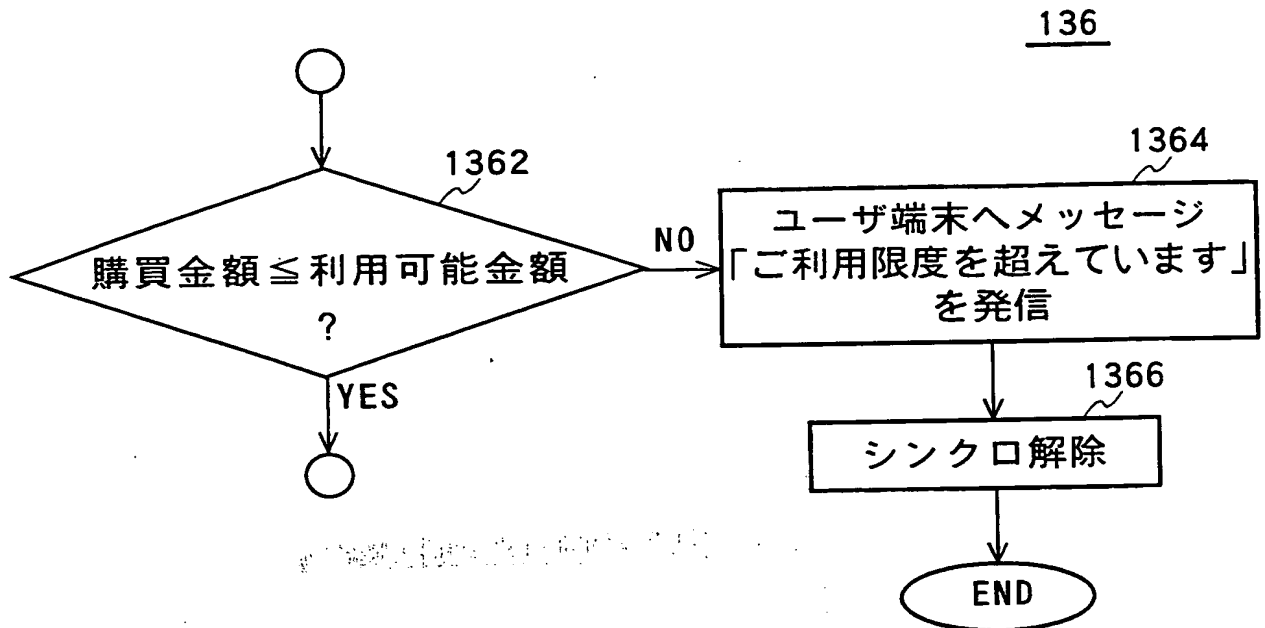 136
1362
購買金額≦利用可能金額
?
YES
NO
1364
ユーザ端末へメッセージ
「ご利用限度を超えています」
を発信
1366
シンクロ解除
END